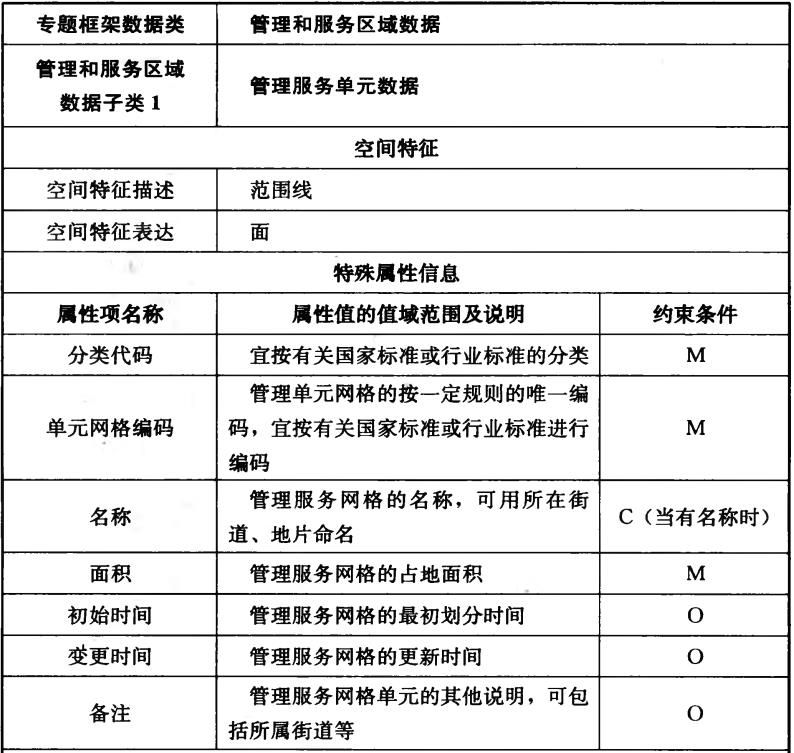 专题框架数据类 管理和服务区域数据
管理和服务区域
数据子类 1 管理服务单元数据
空间特征
空间特征描述 范围线
空间特征表达 面
特殊属性信息
属性项名称 属性值的值域范围及说明 约束条件
分类代码 宜按有关国家标准或行业标准的分类 M
单元网格编码 管理单元网格的按一定规则的唯一编
码，宜按有关国家标准或行业标准进行
编码 M
名称 管理服务网格的名称，可用所在街
道、地片命名 C（当有名称时）
面积 管理服务网格的占地面积 M
初始时间 管理服务网格的最初划分时间 O
变更时间 管理服务网格的更新时间 O
备注 管理服务网格单元的其他说明，可包
括所属街道等 O